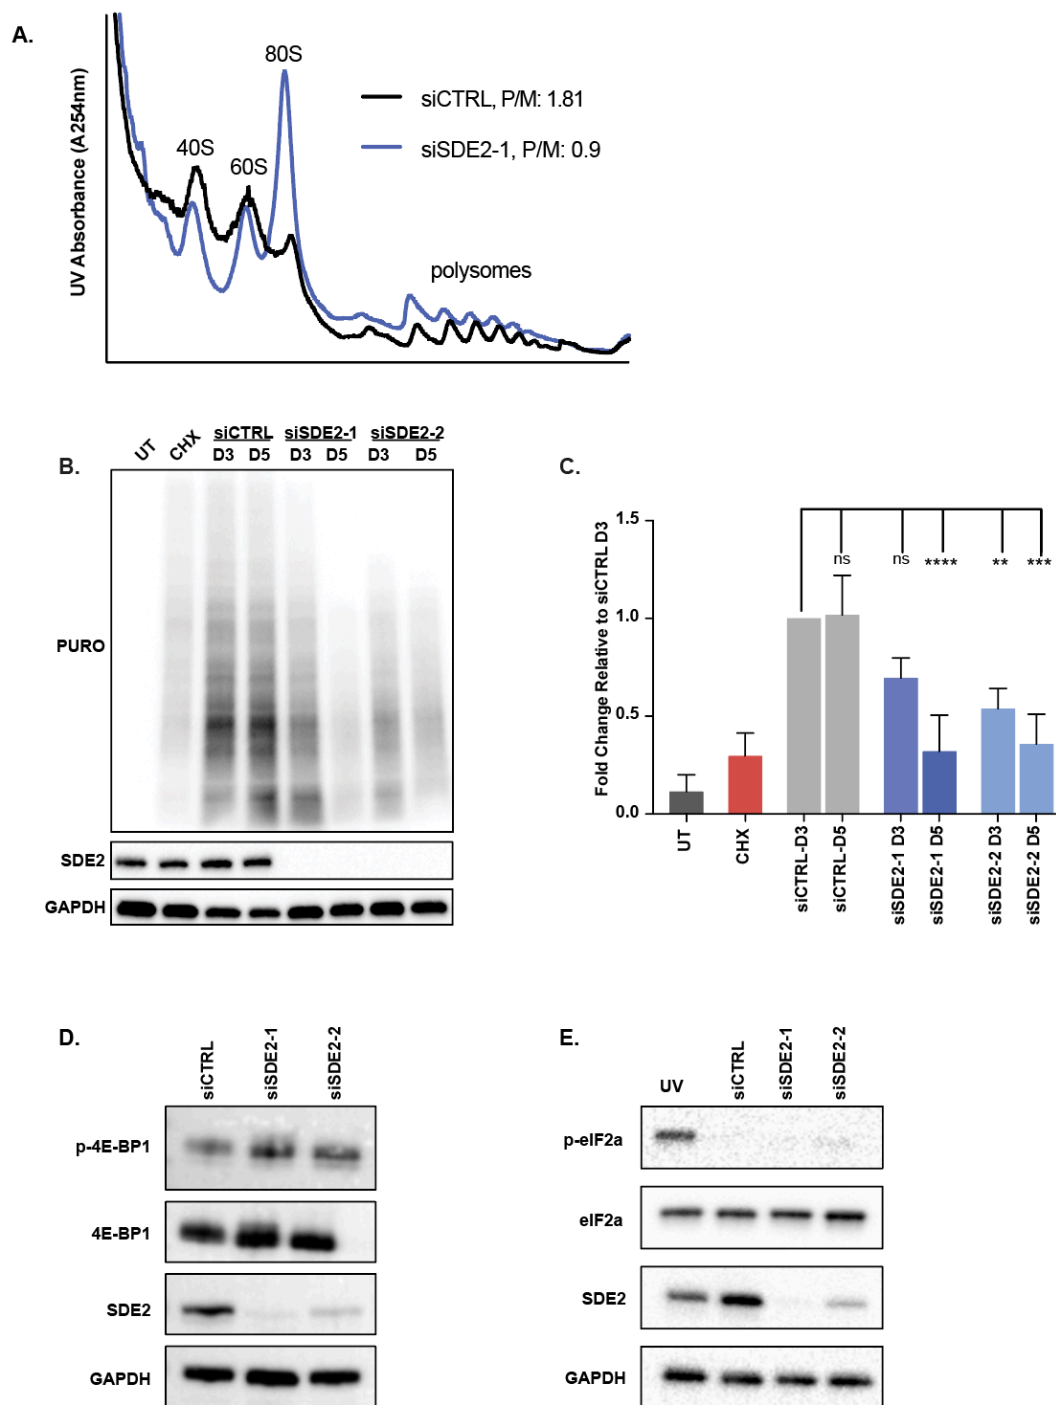 A.
UV Absorbance (A254nm)
40S
60S
80S
siCTRL, P/M: 1.81
siSDE2-1, P/M: 0.9
polysomes
B.
UT
CHX
siCTRL
siSDE2-1
siSDE2-2
D3
D5
D3
D5
D3
D5
PURO
SDE2
GAPDH
C.
Fold Change Relative to siCTRL D3
1.5
1.0
0.5
0.0
ns
ns
****
**
***
UT
CHX
siCTRL-D3
siCTRL-D5
siSDE2-1 D3
siSDE2-1 D5
siSDE2-2 D3
siSDE2-2 D5
D.
siCTRL
siSDE2-1
siSDE2-2
p-4E-BP1
4E-BP1
SDE2
GAPDH
E.
UV
siCTRL
siSDE2-1
siSDE2-2
p-eIF2a
eIF2a
SDE2
GAPDH